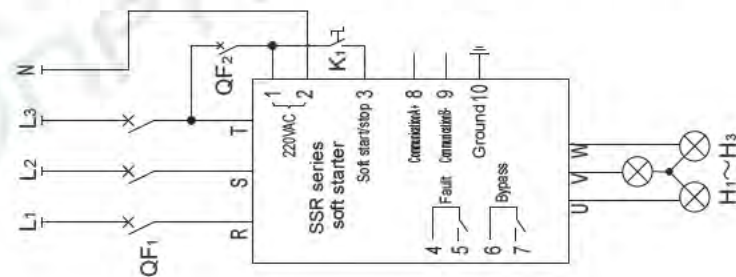 N
L3
L2
L1
QF2
QF1
K1
T
S
R
1
2
3
8
9
10
220VAC
Soft start/stop
CommunicationA+
CommunicationB-
Ground
SSR series
soft starter
Fault
Bypass
4
5
6
7
U
V
W
H1~H3